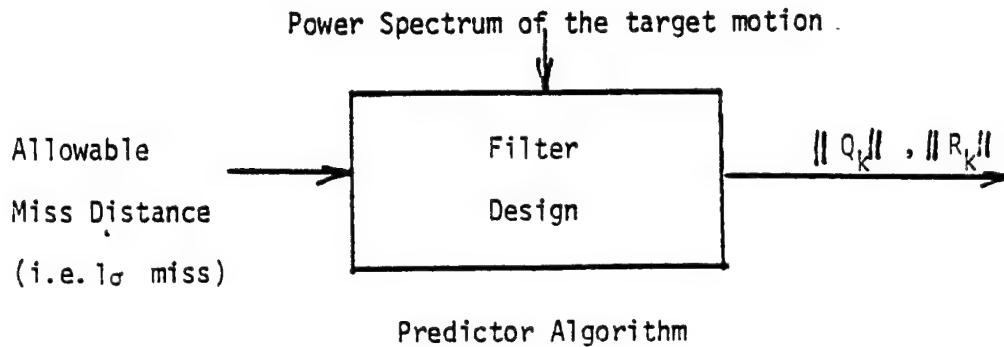 Power Spectrum of the target motion
Allowable
Miss Distance
(i.e. 1σ miss)
Filter
Design
‖ Q_k‖ , ‖ R_k‖
Predictor Algorithm